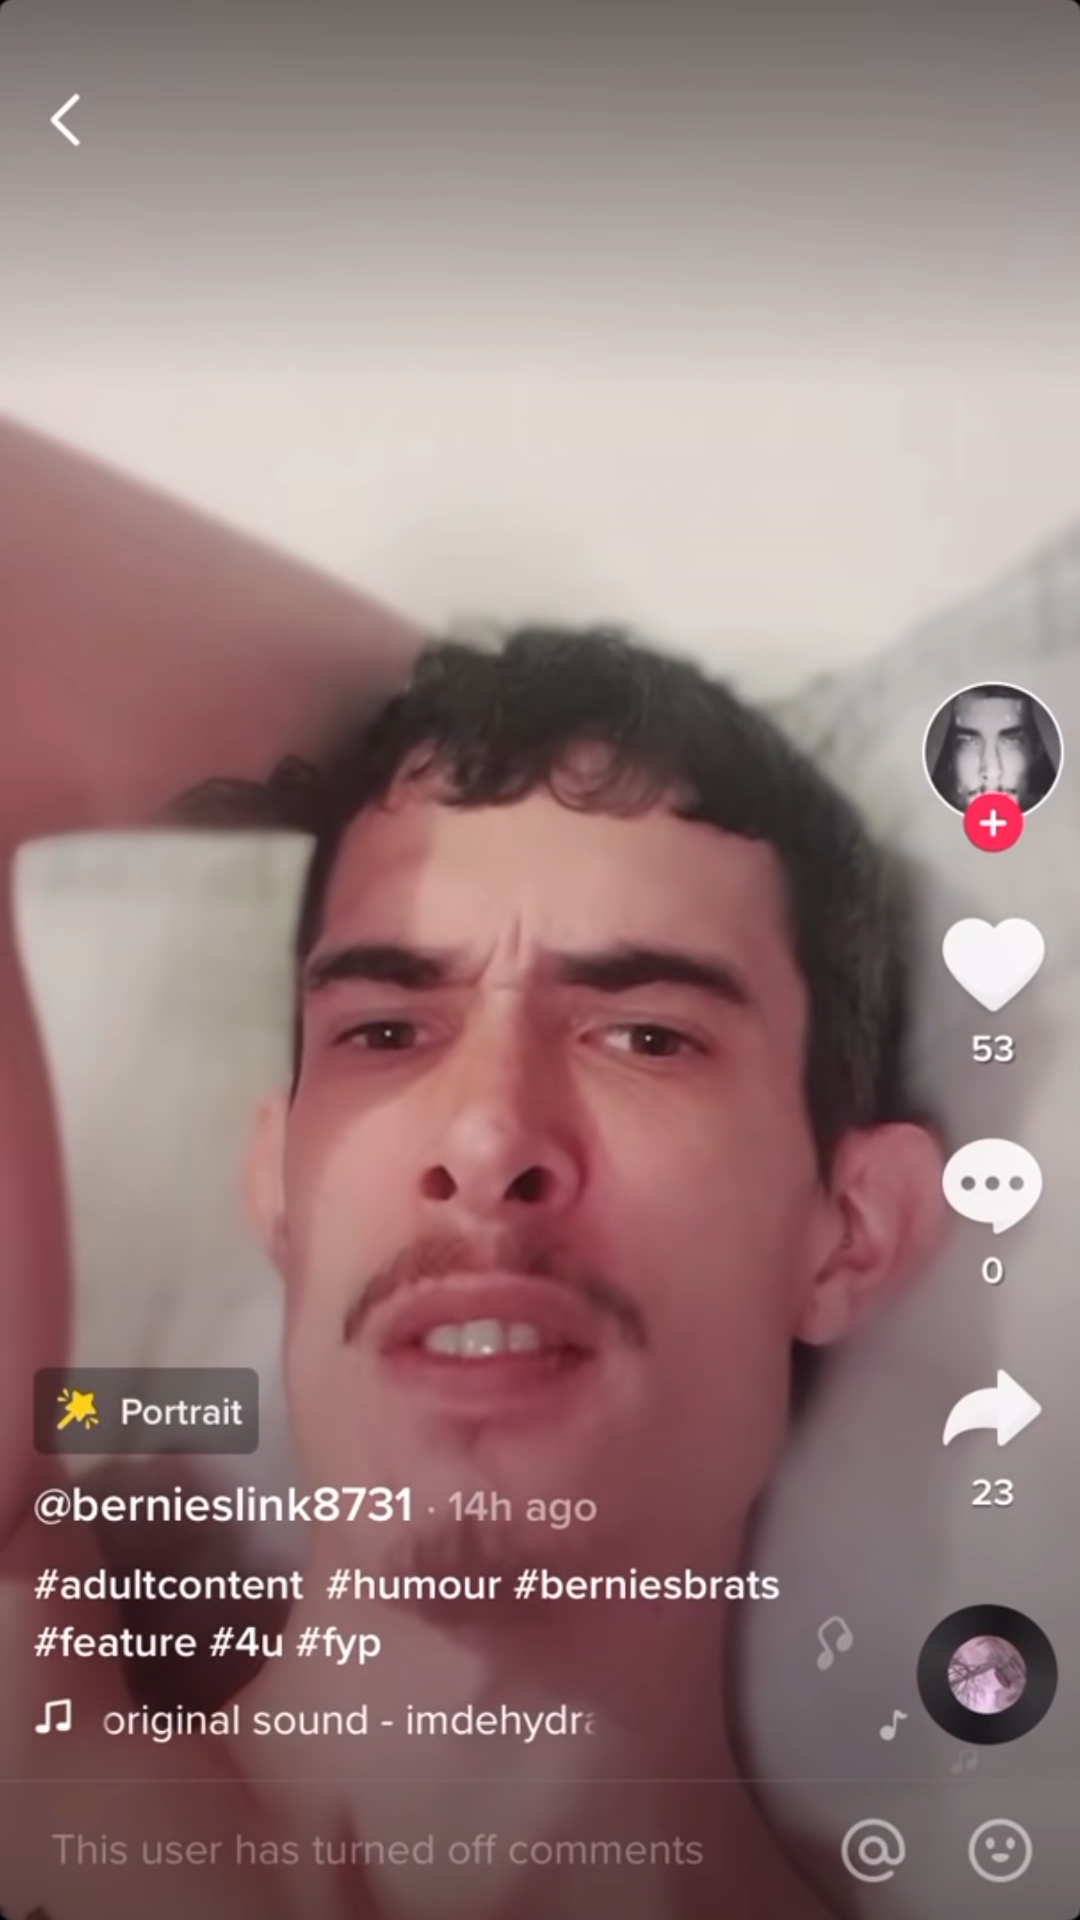 53
0
23
Portrait
@bernieslink8731 · 14h ago
#adultcontent #humour #berniesbrats
#feature #4u #fyp
original sound - imdehydra
This user has turned off comments